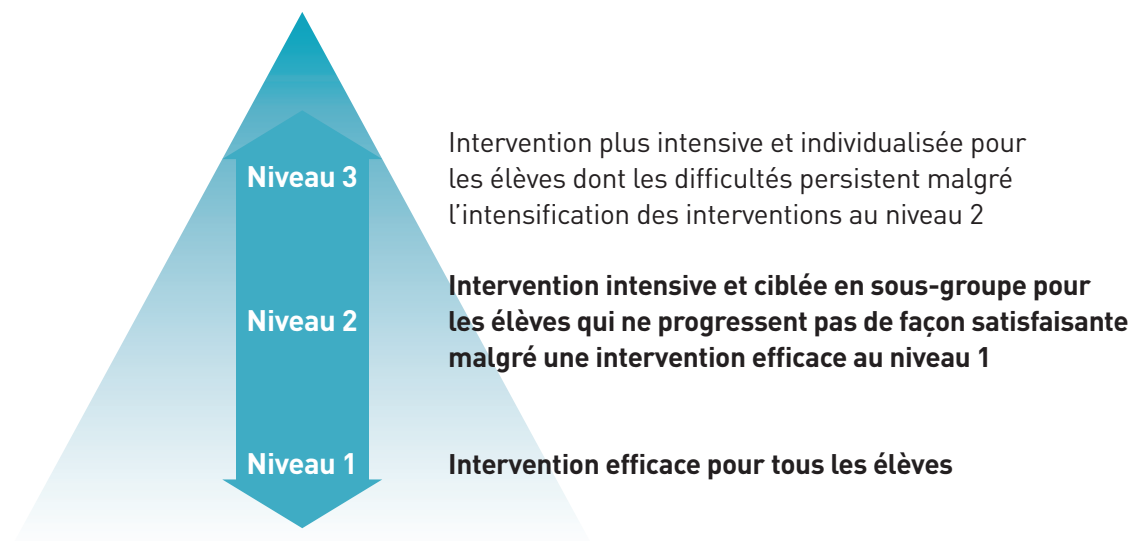 Niveau 3
Intervention plus intensive et individualisée pour
les élèves dont les difficultés persistent malgré
l'intensification des interventions au niveau 2
Niveau 2
Intervention intensive et ciblée en sous-groupe pour
les élèves qui ne progressent pas de façon satisfaisante
malgré une intervention efficace au niveau 1
Niveau 1
Intervention efficace pour tous les élèves